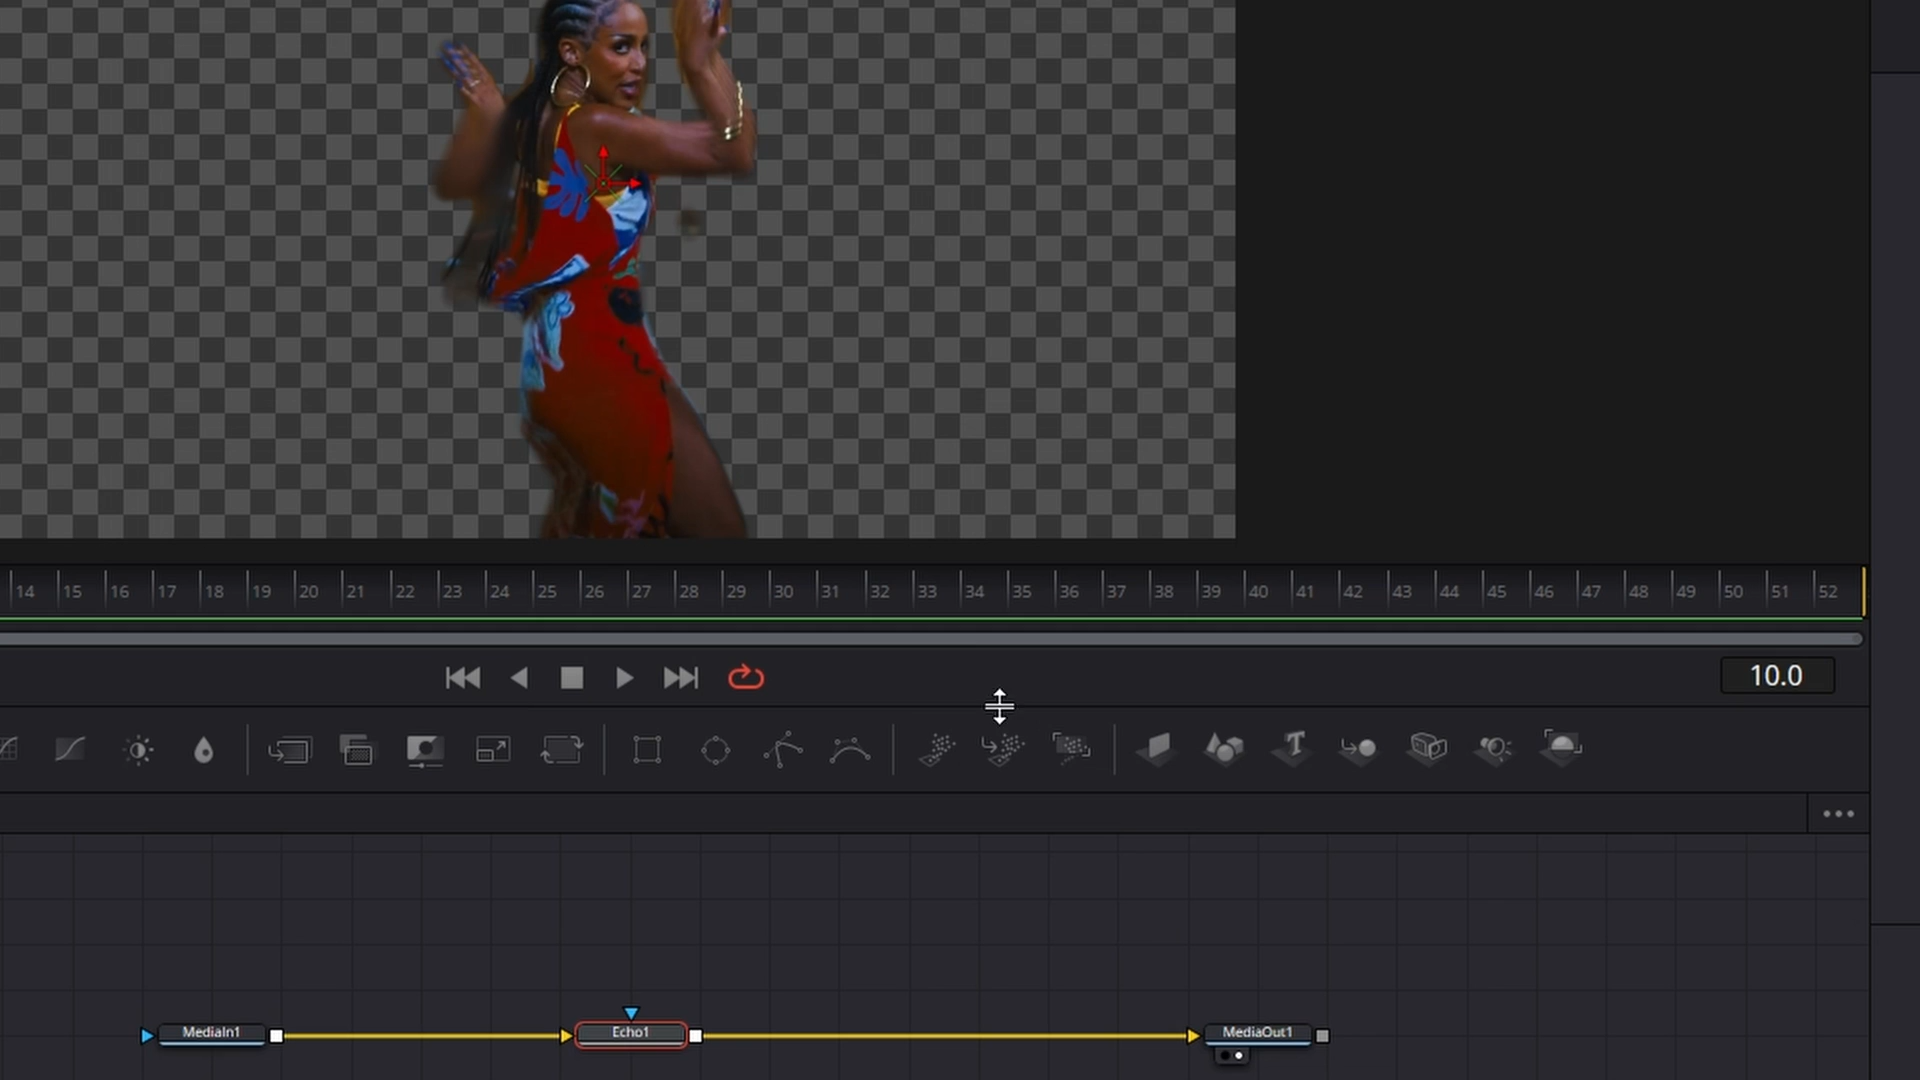 14 15 16 17 18 19 20 21 22 23 24 25 26 27 28 29 30 31 32 33 34 35 36 37 38 39 40 41 42 43 44 45 46 47 48 49 50 51 52
10.0
MediaIn1 Echo1 MediaOut1